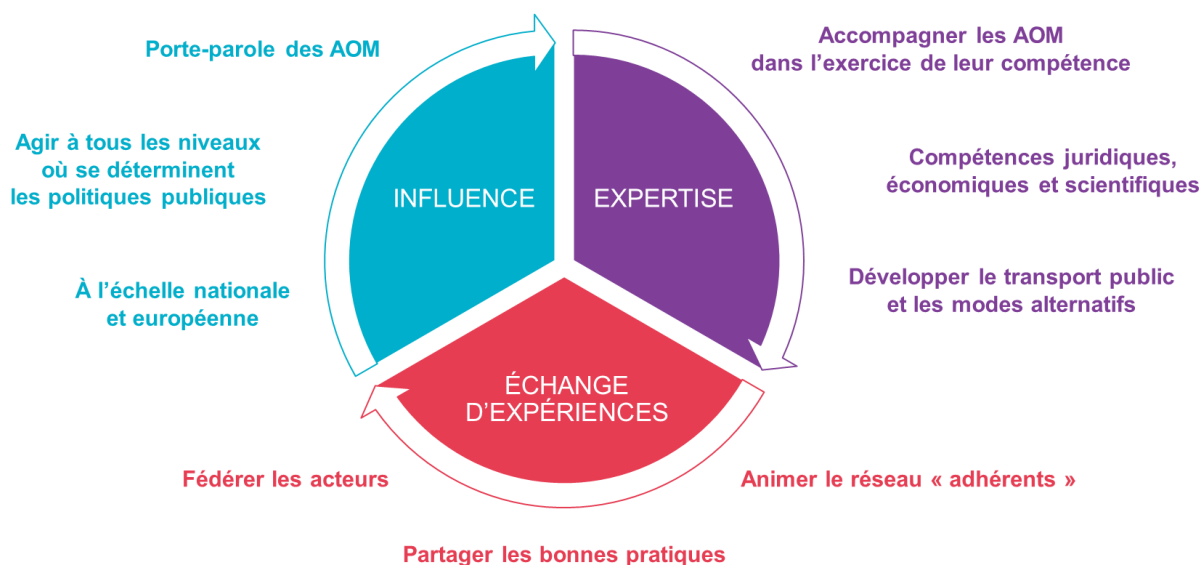 Porte-parole des AOM
Agir à tous les niveaux
où se déterminent
les politiques publiques
À l’échelle nationale
et européenne
INFLUENCE
EXPERTISE
Accompagner les AOM
dans l’exercice de leur compétence
Compétences juridiques,
économiques et scientifiques
Développer le transport public
et les modes alternatifs
ÉCHANGE
D’EXPÉRIENCES
Fédérer les acteurs
Animer le réseau « adhérents »
Partager les bonnes pratiques